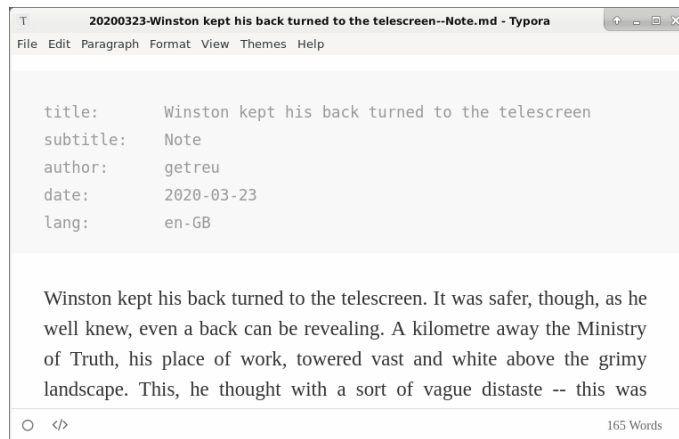 T 20200323-Winston kept his back turned to the telescreen--Note.md - Typora
File Edit Paragraph Format View Themes Help
title: Winston kept his back turned to the telescreen
subtitle: Note
author: getreu
date: 2020-03-23
lang: en-GB
Winston kept his back turned to the telescreen. It was safer, though, as he
well knew, even a back can be revealing. A kilometre away the Ministry
of Truth, his place of work, towered vast and white above the grimy
landscape. This, he thought with a sort of vague distaste -- this was
</> 165 Words